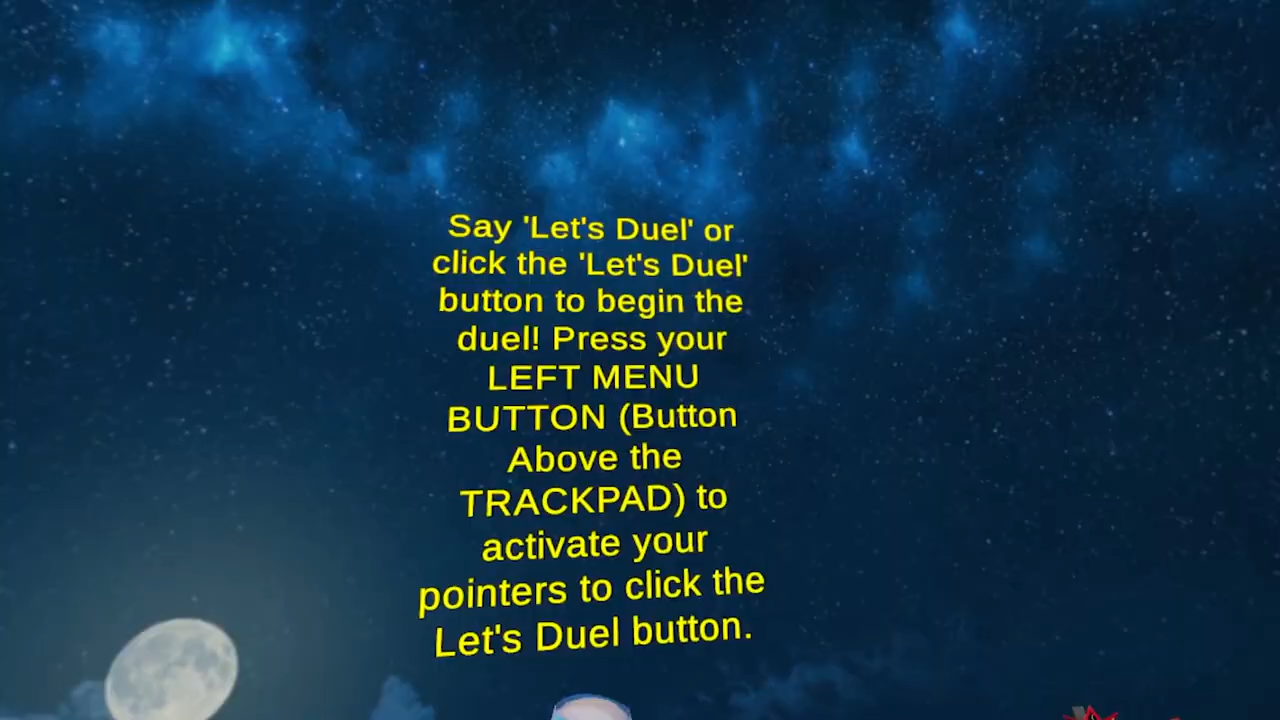 Say 'Let's Duel' or
click the 'Let's Duel'
button to begin the
duel! Press your
LEFT MENU
BUTTON (Button
Above the
TRACKPAD) to
activate your
pointers to click the
Let's Duel button.